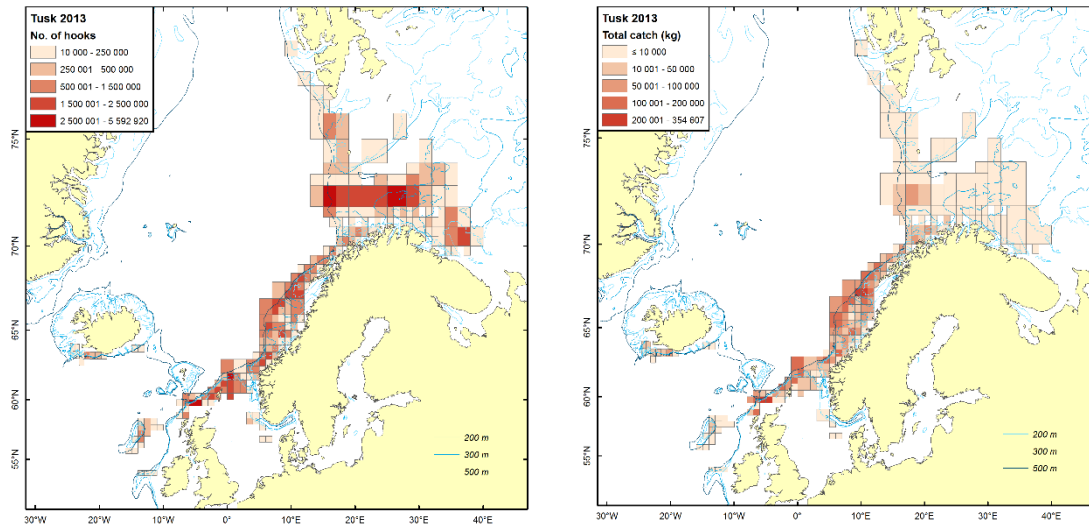 Tusk 2013
No. of hooks
10 000 - 250 000
250 001 - 500 000
500 001 - 1 500 000
1 500 001 - 2 500 000
2 500 001 - 5 592 920
75°N
70°N
65°N
60°N
55°N
200 m
300 m
500 m
30°W 20°W 10°W 0° 10°E 20°E 30°E 40°E
Tusk 2013
Total catch (kg)
≤ 10 000
10 001 - 50 000
50 001 - 100 000
100 001 - 200 000
200 001 - 354 607
75°N
70°N
65°N
60°N
55°N
200 m
300 m
500 m
30°W 20°W 10°W 0° 10°E 20°E 30°E 40°E